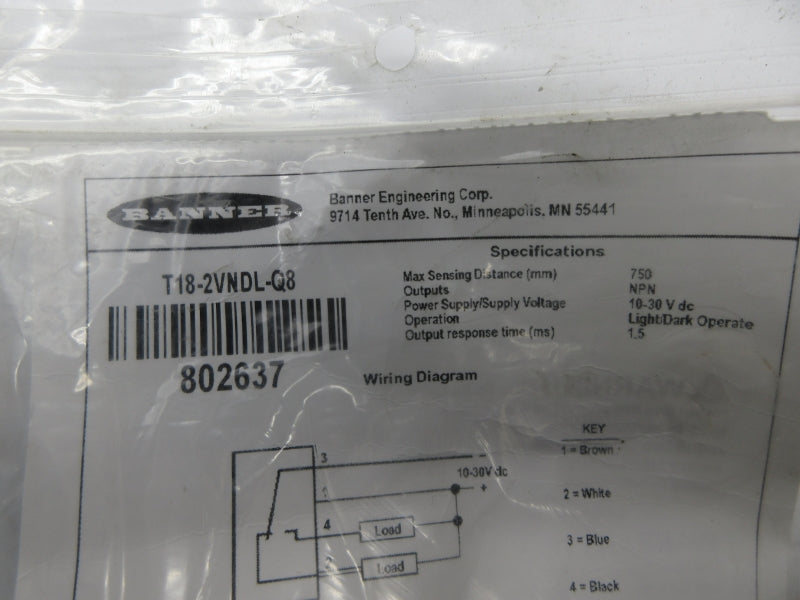 BANNER
Banner Engineering Corp.
9714 Tenth Ave. No., Minneapolis, MN 55441
T18-2VNDL-Q8
802637
Specifications
Max Sensing Distance (mm) 750
Outputs NPN
Power Supply/Supply Voltage 10-30 V dc
Operation Light/Dark Operate
Output response time (ms) 1.5
Wiring Diagram
3
10-30V dc
1 +
4 Load
2 Load
KEY
1 = Brown
2 = White
3 = Blue
4 = Black